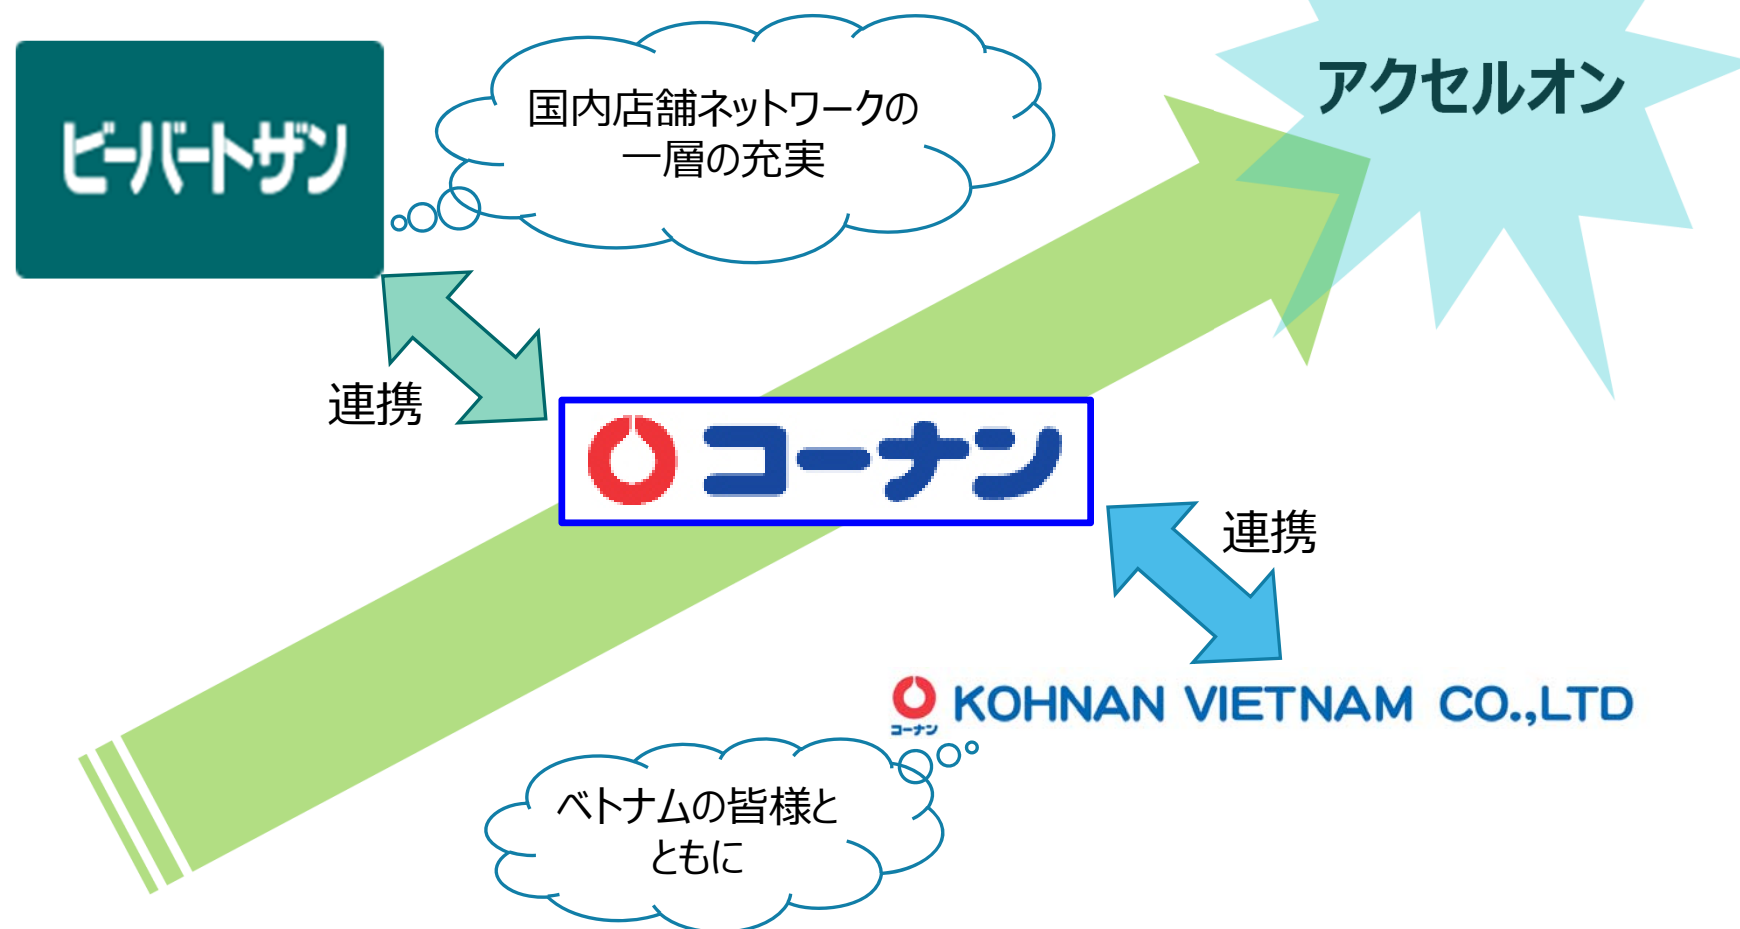 アクセルオン
ビーバートザン
国内店舗ネットワークの
一層の充実
連携
コーナン
連携
コーナン
KOHNAN VIETNAM CO.,LTD
ベトナムの皆様と
ともに